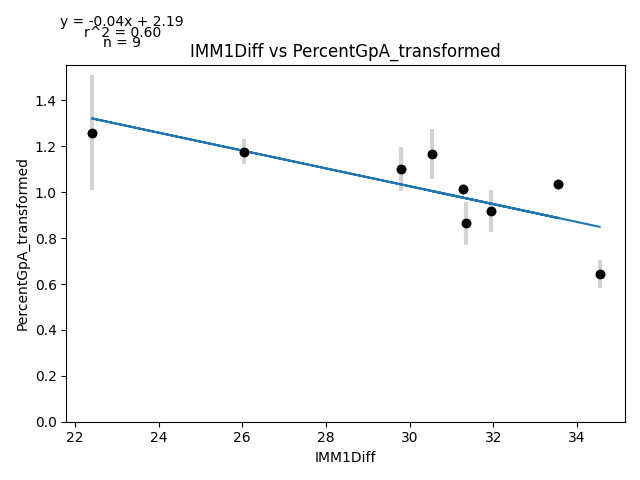 y = -0.04x + 2.19
r^2 = 0.60
n = 9
IMM1Diff vs PercentGpA_transformed
PercentGpA_transformed
1.4
1.2
1.0
0.8
0.6
0.4
0.2
0.0
22 24 26 28 30 32 34
IMM1Diff